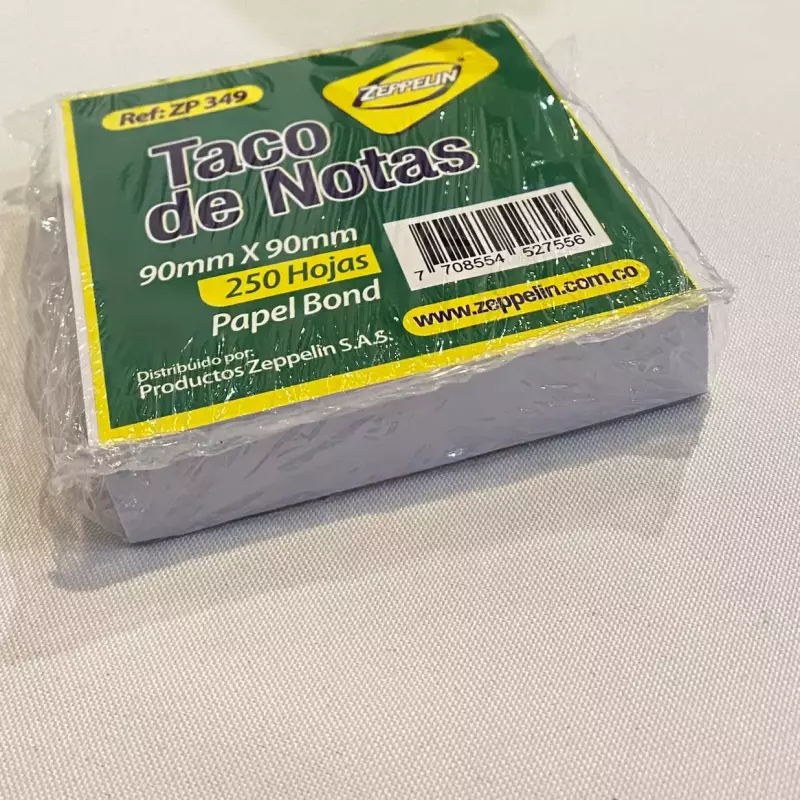 Ref: ZP 349
ZEPPELIN
Taco
de Notas
90mm X 90mm
250 Hojas
Papel Bond
7 708554 527556
www.zeppelin.com.co
Distribuido por:
Productos Zeppelin S.A.S.